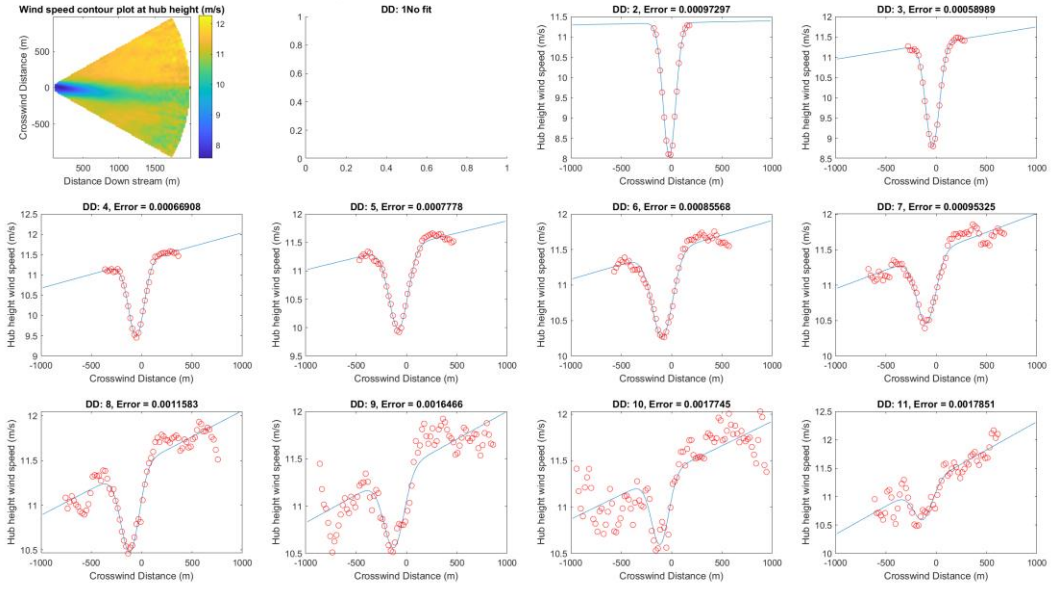 Wind speed contour plot at hub height (m/s)
Crosswind Distance (m)
500
0
-500
500 1000 1500
Distance Down stream (m)
12
11
10
9
8
DD: 1No fit
1
0.8
0.6
0.4
0.2
0
0 0.2 0.4 0.6 0.8 1
DD: 2, Error = 0.00097297
Hub height wind speed (m/s)
11.5
11
10.5
10
9.5
9
8.5
8
-1000 -500 0 500 1000
Crosswind Distance (m)
DD: 3, Error = 0.00058989
Hub height wind speed (m/s)
12
11.5
11
10.5
10
9.5
9
8.5
-1000 -500 0 500 1000
Crosswind Distance (m)
DD: 4, Error = 0.00066908
Hub height wind speed (m/s)
12.5
12
11.5
11
10.5
10
9.5
9
-1000 -500 0 500 1000
Crosswind Distance (m)
DD: 5, Error = 0.0007778
Hub height wind speed (m/s)
12
11.5
11
10.5
10
9.5
-1000 -500 0 500 1000
Crosswind Distance (m)
DD: 6, Error = 0.00085568
Hub height wind speed (m/s)
12
11.5
11
10.5
10
-1000 -500 0 500 1000
Crosswind Distance (m)
DD: 7, Error = 0.00095325
Hub height wind speed (m/s)
12
11.5
11
10.5
10
-1000 -500 0 500 1000
Crosswind Distance (m)
DD: 8, Error = 0.0011583
Hub height wind speed (m/s)
12
11.5
11
10.5
-1000 -500 0 500 1000
Crosswind Distance (m)
DD: 9, Error = 0.0016466
Hub height wind speed (m/s)
12
11.5
11
10.5
-1000 -500 0 500 1000
Crosswind Distance (m)
DD: 10, Error = 0.0017745
Hub height wind speed (m/s)
12
11.5
11
10.5
-1000 -500 0 500 1000
Crosswind Distance (m)
DD: 11, Error = 0.0017851
Hub height wind speed (m/s)
12.5
12
11.5
11
10.5
10
-1000 -500 0 500 1000
Crosswind Distance (m)